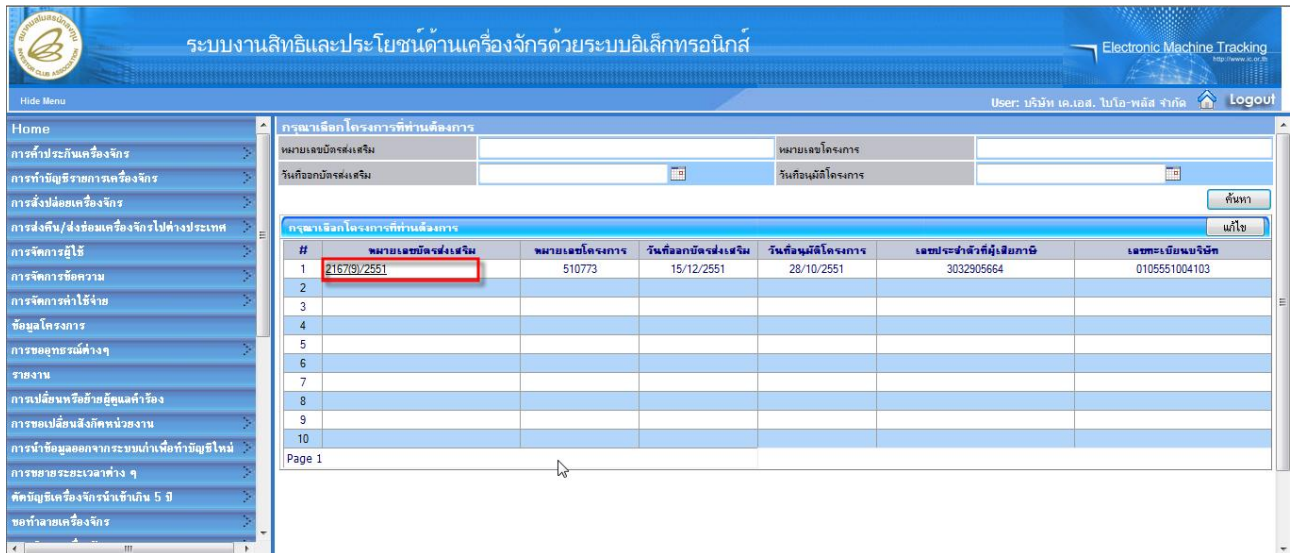 สมาคมสโมสรนักลงทุน
INVESTOR CLUB ASSOCIATION
ระบบงานสิทธิและประโยชน์ด้านเครื่องจักรด้วยระบบอิเล็กทรอนิกส์
Electronic Machine Tracking
http://www.ic.or.th
Hide Menu
User: บริษัท เค.เอส. ไบโอ-พลัส จำกัด Logout
Home
การค้ำประกันเครื่องจักร
การทำบัญชีรายการเครื่องจักร
การสั่งปล่อยเครื่องจักร
การส่งคืน/ส่งซ่อมเครื่องจักรไปต่างประเทศ
การจัดการผู้ใช้
การจัดการข้อความ
การจัดการค่าใช้จ่าย
ข้อมูลโครงการ
การขออุทธรณ์ต่างๆ
รายงาน
การเปลี่ยนหรือย้ายผู้ดูแลคำร้อง
การขอเปลี่ยนสังกัดหน่วยงาน
การนำข้อมูลออกจากระบบเก่าเพื่อทำบัญชีใหม่
การขยายระยะเวลาต่าง ๆ
ตัดบัญชีเครื่องจักรนำเข้าเกิน 5 ปี
ขอทำลายเครื่องจักร
กรุณาเลือกโครงการที่ท่านต้องการ
หมายเลขบัตรส่งเสริม หมายเลขโครงการ
วันที่ออกบัตรส่งเสริม วันที่อนุมัติโครงการ
ค้นหา
กรุณาเลือกโครงการที่ท่านต้องการ แก้ไข
# หมายเลขบัตรส่งเสริม หมายเลขโครงการ วันที่ออกบัตรส่งเสริม วันที่อนุมัติโครงการ เลขประจำตัวที่ผู้เสียภาษี เลขทะเบียนบริษัท
1 2167(9)/2551 510773 15/12/2551 28/10/2551 3032905664 0105551004103
2
3
4
5
6
7
8
9
10
Page 1